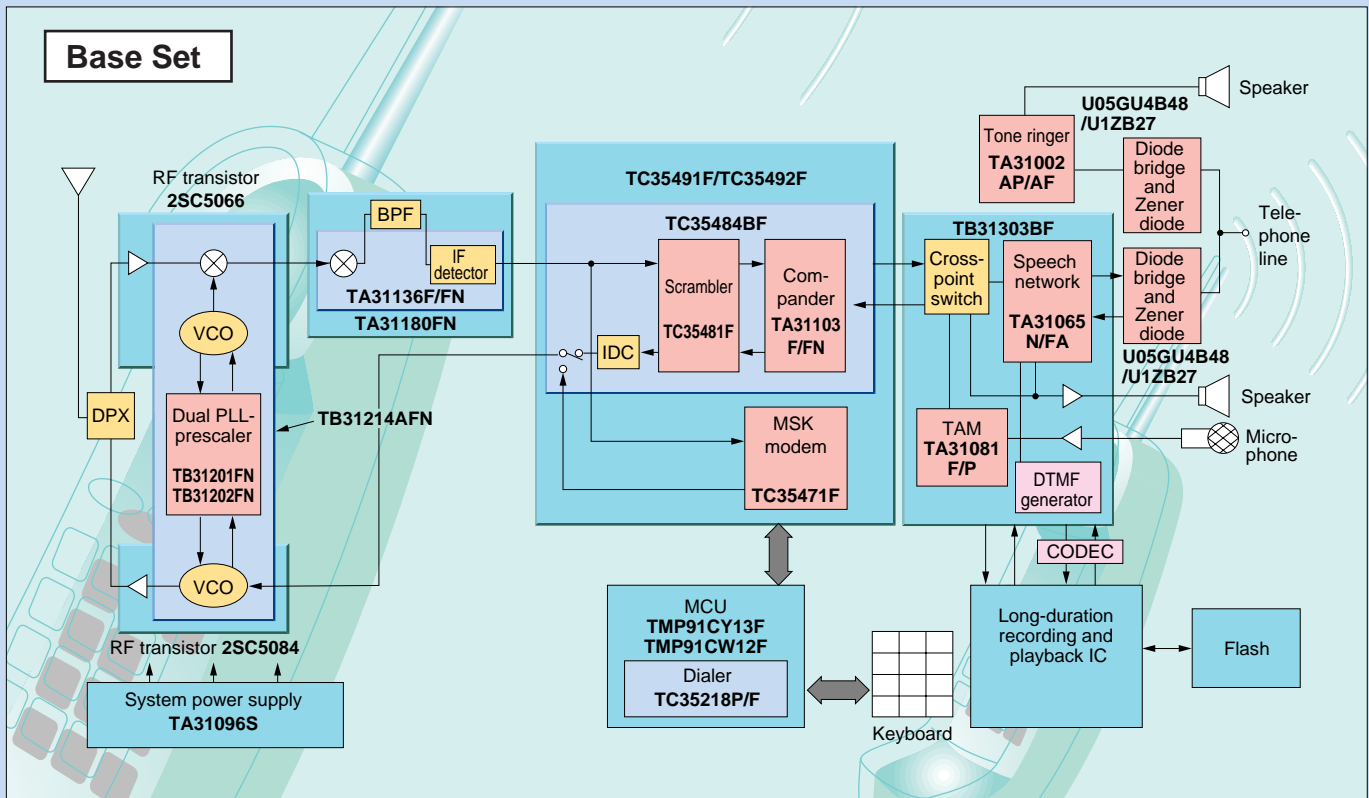 Base Set
RF transistor
2SC5066
BPF
IF
detector
TA31136F/FN
TA31180FN
VCO
DPX
Dual PLL-
prescaler
TB31201FN
TB31202FN
TB31214AFN
VCO
RF transistor 2SC5084
System power supply
TA31096S
TC35491F/TC35492F
TC35484BF
Scrambler
TC35481F
Com-
pander
TA31103
F/FN
IDC
MSK
modem
TC35471F
MCU
TMP91CY13F
TMP91CW12F
Dialer
TC35218P/F
Keyboard
Tone ringer
TA31002
AP/AF
U05GU4B48
/U1ZB27
Speaker
Diode
bridge
and
Zener
diode
Tele-
phone
line
TB31303BF
Cross-
point
switch
Speech
network
TA31065
N/FA
Diode
bridge
and
Zener
diode
U05GU4B48
/U1ZB27
Speaker
TAM
TA31081
F/P
Micro-
phone
DTMF
generator
CODEC
Long-duration
recording and
playback IC
Flash